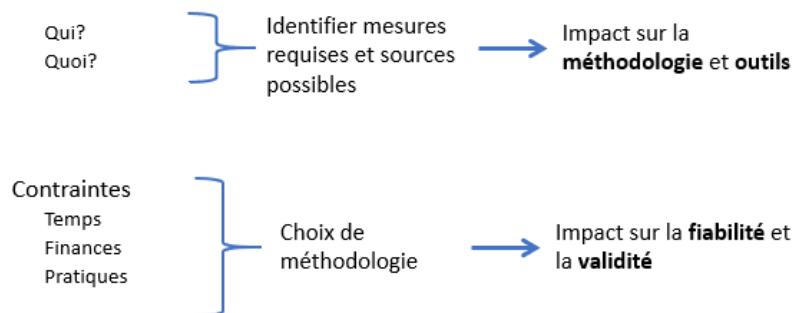 Qui?
Quoi?
Identifier mesures
requises et sources
possibles
Impact sur la
méthodologie et outils
Contraintes
Temps
Finances
Pratiques
Choix de
méthodologie
Impact sur la fiabilité et
la validité